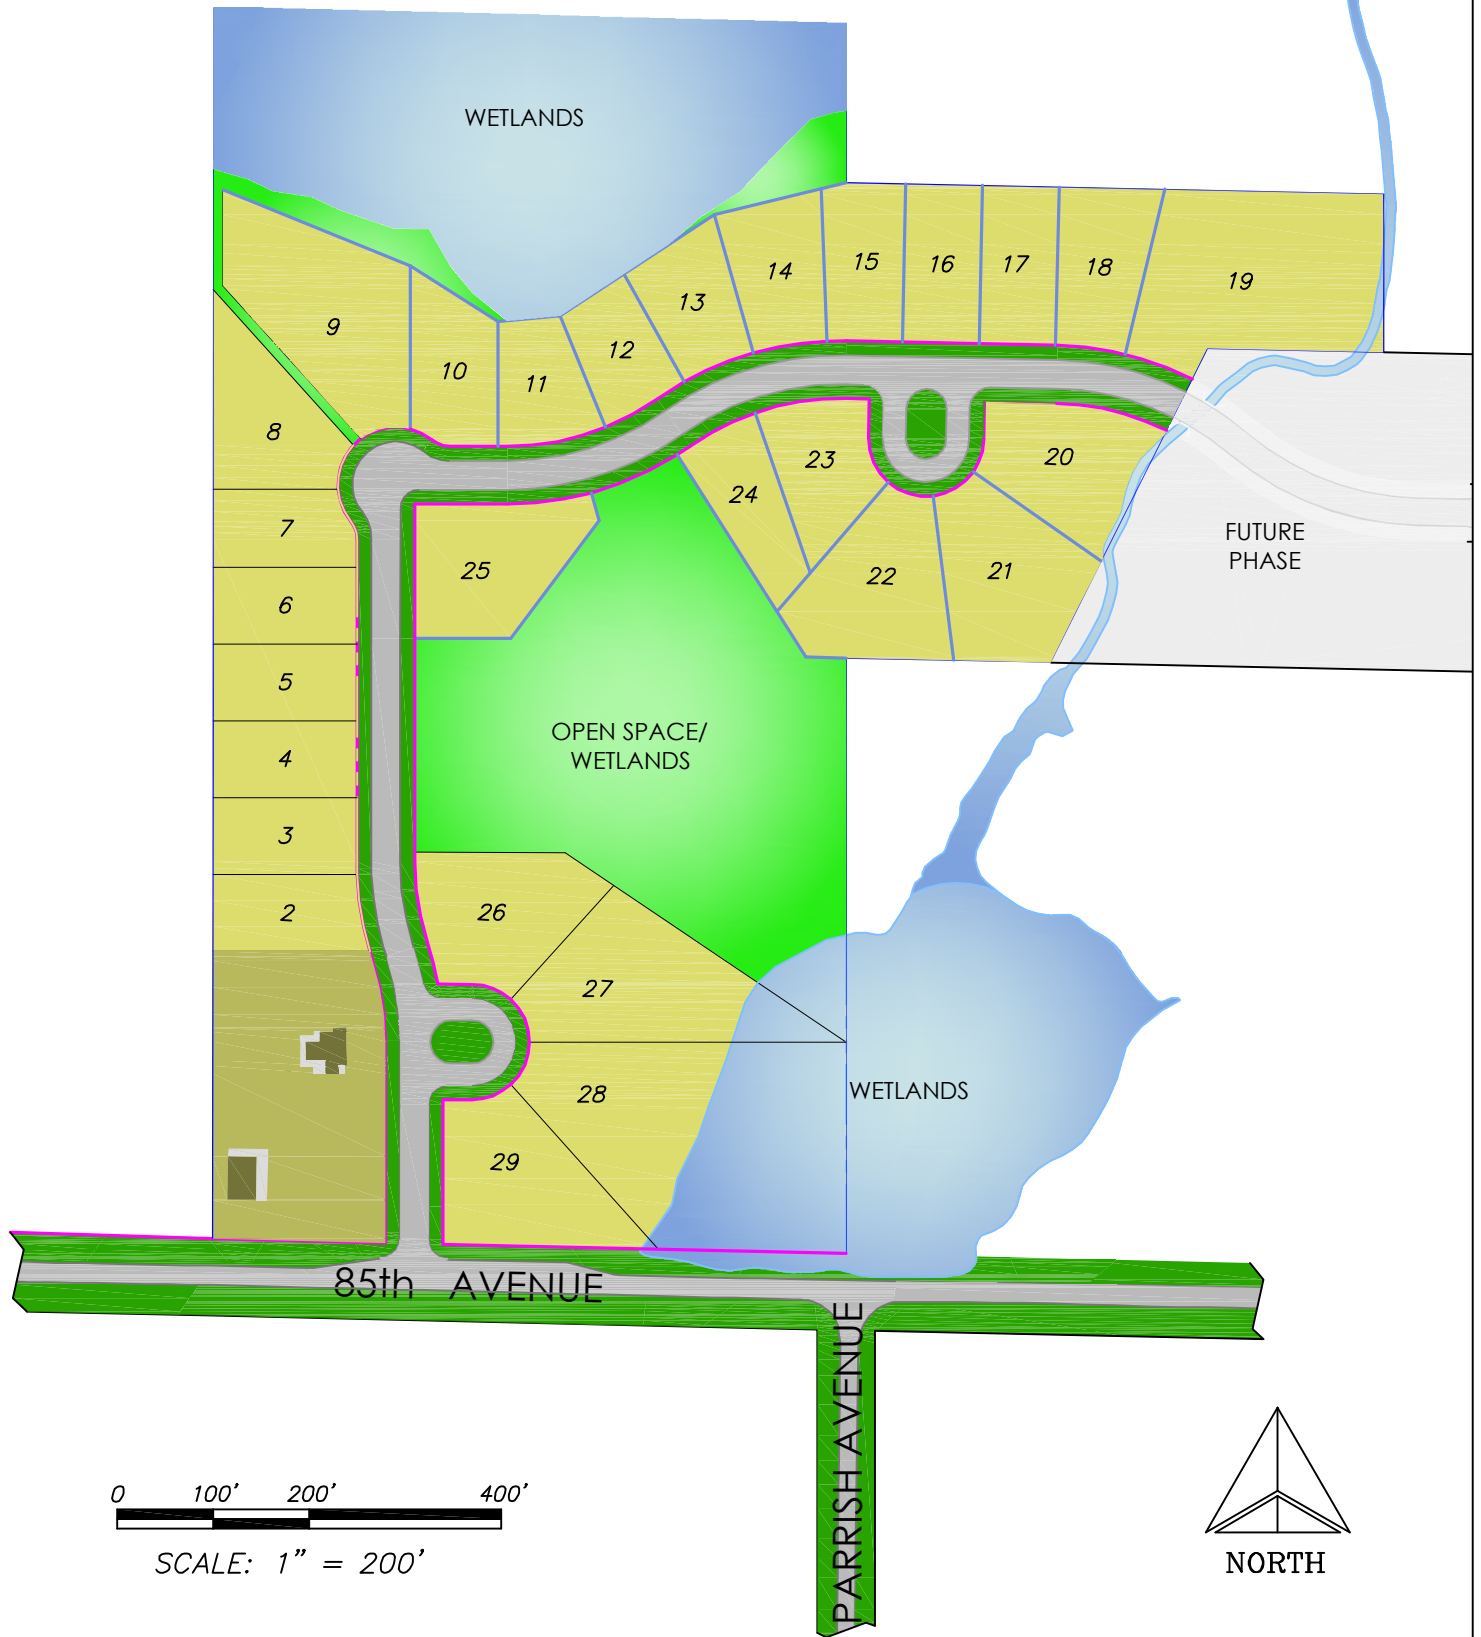 WETLANDS
15
16
17
18
14
19
13
9
12
10
11
8
23
20
24
7
FUTURE
PHASE
25
22
21
6
5
OPEN SPACE/
WETLANDS
4
3
2
26
27
WETLANDS
28
29
85th AVENUE
PARRISH AVENUE
0 100' 200' 400'
SCALE: 1" = 200'
NORTH